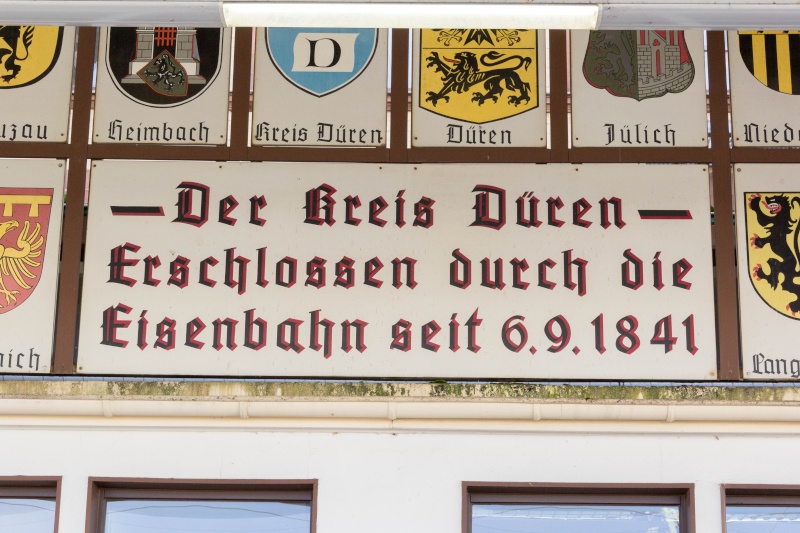 Heimbach
Kreis Düren
D
Düren
Jülich
– Der Kreis Düren –
Erschlossen durch die
Eisenbahn seit 6.9.1841